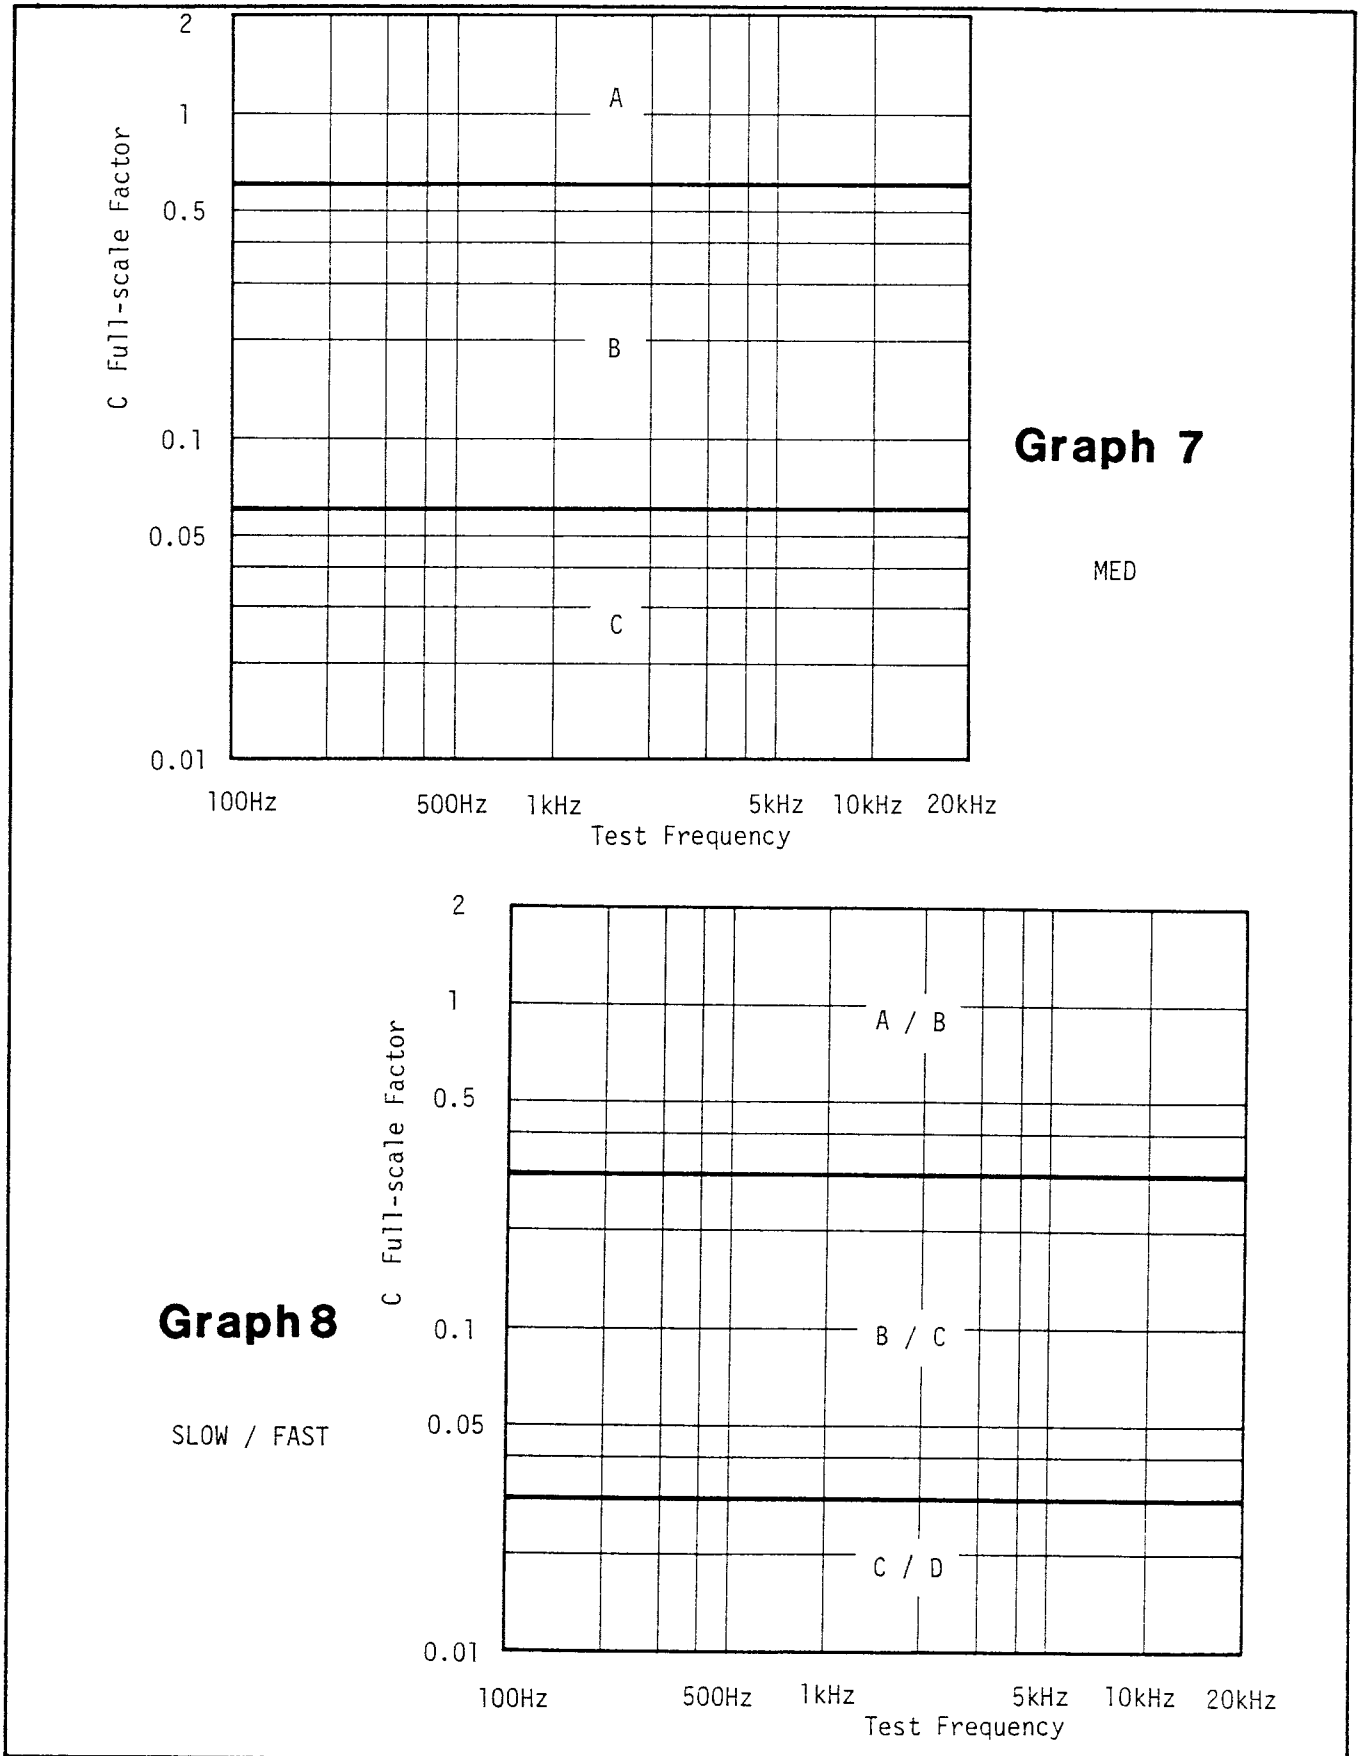 2
1
0.5
0.1
0.05
0.01
C Full-scale Factor
A
B
C
100Hz 500Hz 1kHz 5kHz 10kHz 20kHz
Test Frequency
Graph 7
MED
2
1
0.5
0.1
0.05
0.01
C Full-scale Factor
A / B
B / C
C / D
100Hz 500Hz 1kHz 5kHz 10kHz 20kHz
Test Frequency
Graph 8
SLOW / FAST